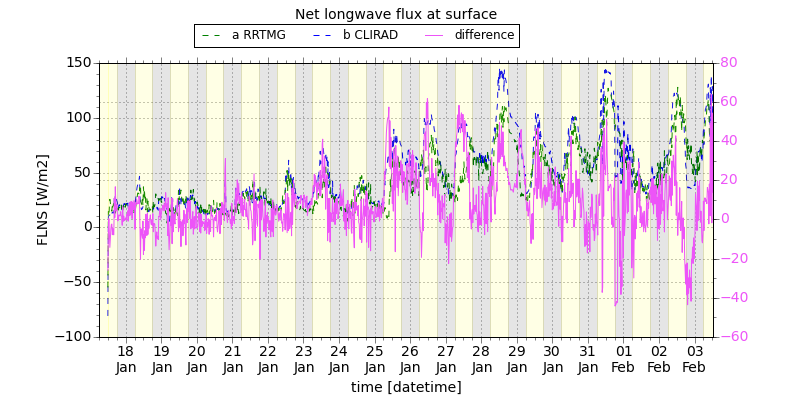 Net longwave flux at surface
a RRTMG b CLIRAD difference
150
100
50
0
−50
−100
FLNS [W/m2]
80
60
40
20
0
−20
−40
−60
18 19 20 21 22 23 24 25 26 27 28 29 30 31 01 02 03
Jan Jan Jan Jan Jan Jan Jan Jan Jan Jan Jan Jan Jan Jan Feb Feb Feb
time [datetime]